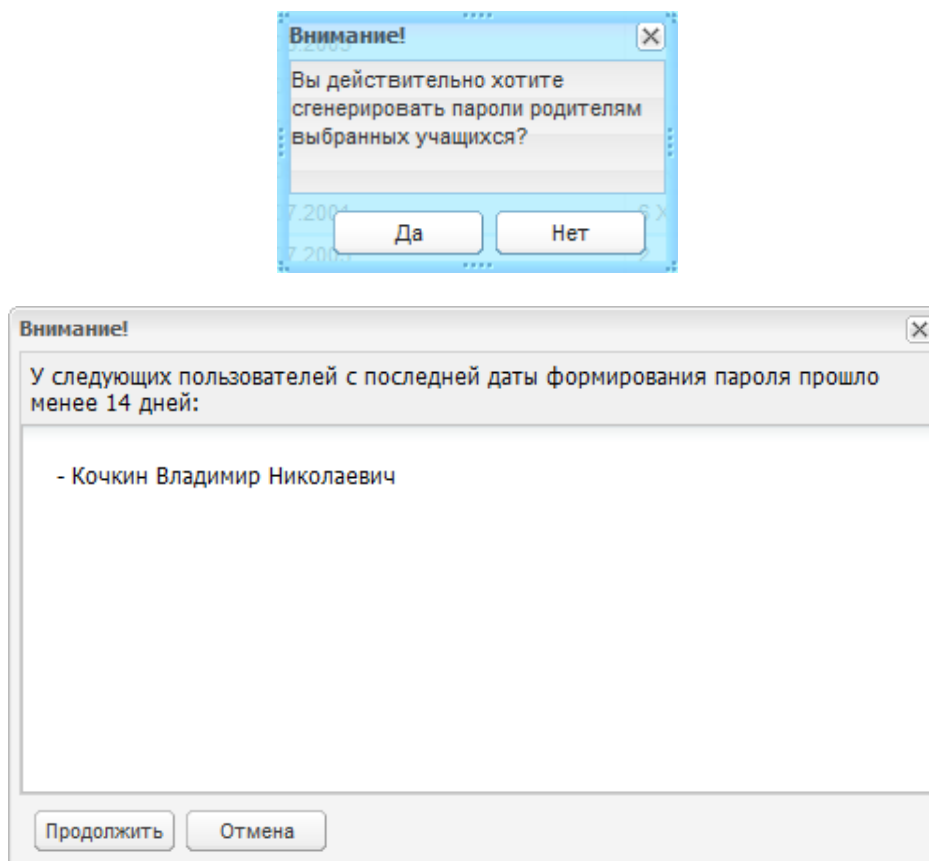 Внимание!
Вы действительно хотите
сгенерировать пароли родителям
выбранных учащихся?
Да
Нет
Внимание!
У следующих пользователей с последней даты формирования пароля прошло
менее 14 дней:
- Кочкин Владимир Николаевич
Продолжить
Отмена